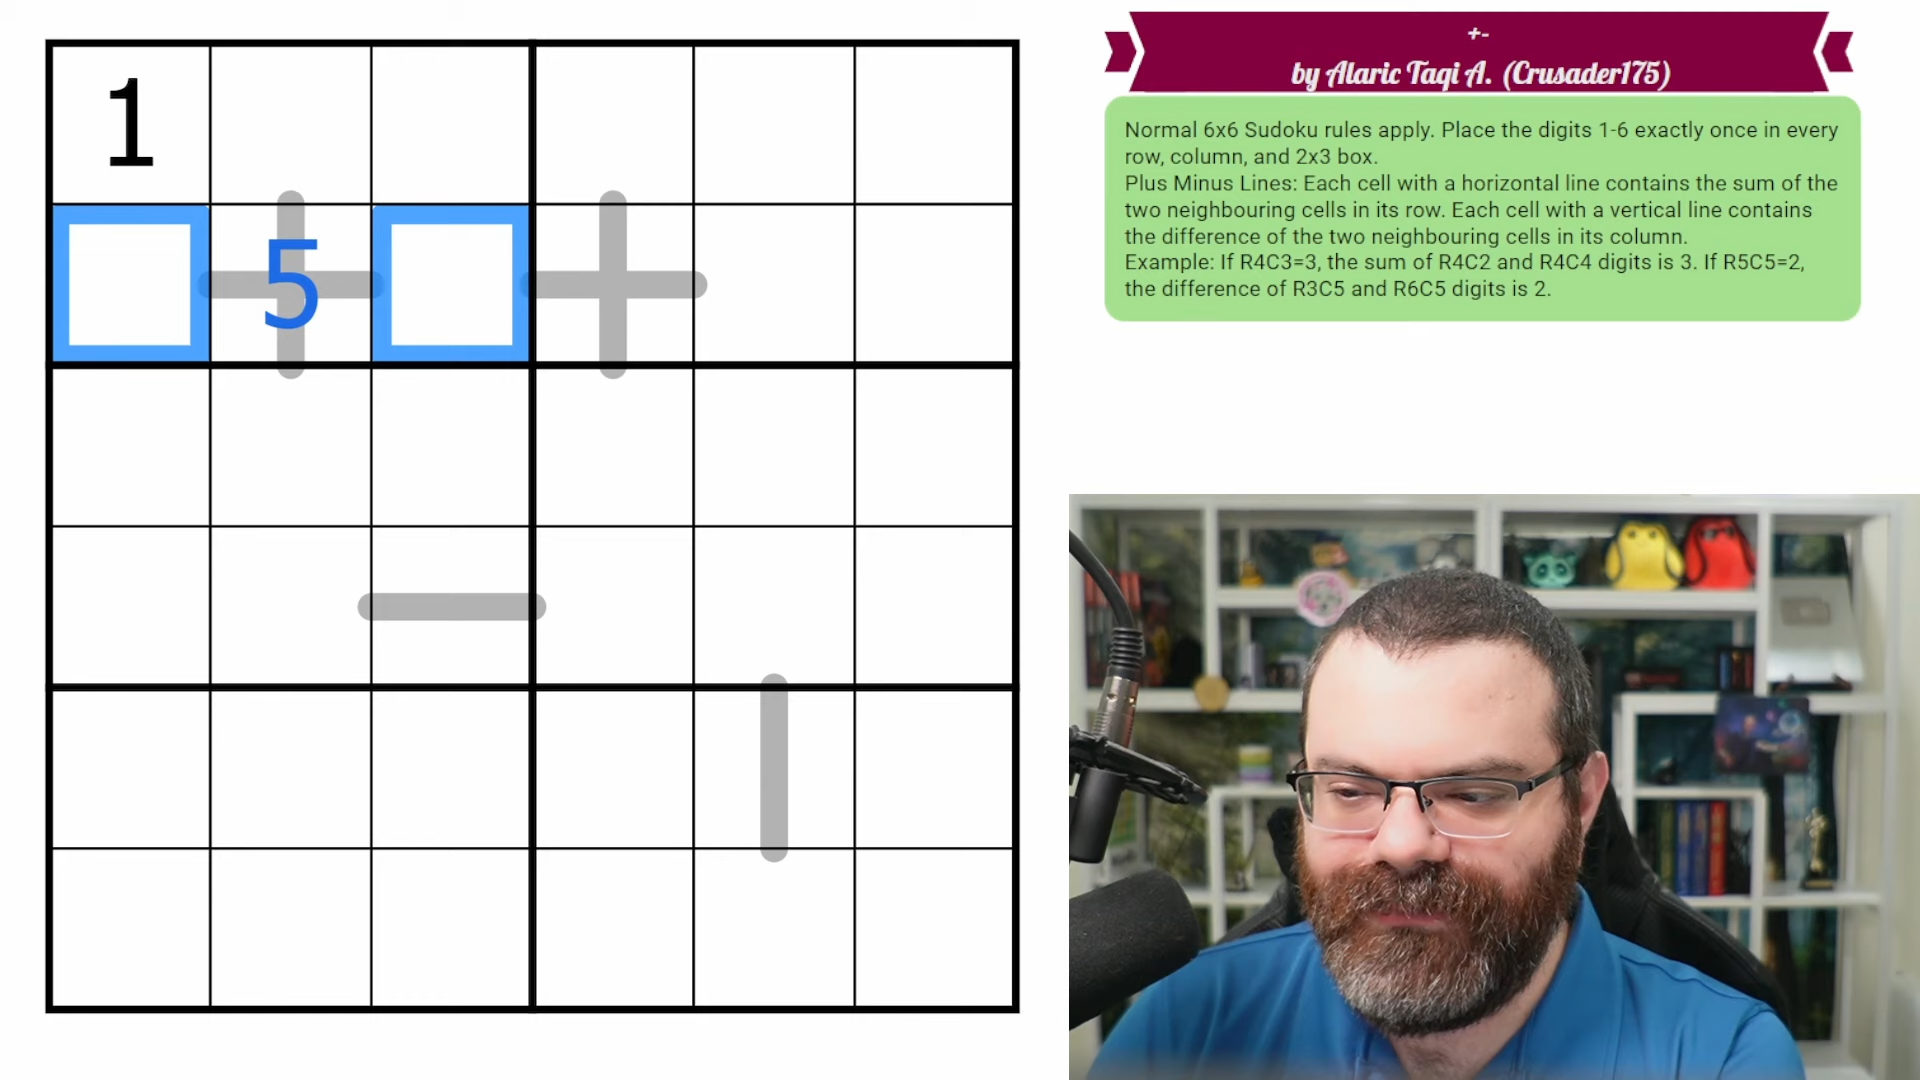 +-
by Alaric Taqi A. (Crusader175)
Normal 6x6 Sudoku rules apply. Place the digits 1-6 exactly once in every
row, column, and 2x3 box.
Plus Minus Lines: Each cell with a horizontal line contains the sum of the
two neighbouring cells in its row. Each cell with a vertical line contains
the difference of the two neighbouring cells in its column.
Example: If R4C3=3, the sum of R4C2 and R4C4 digits is 3. If R5C5=2,
the difference of R3C5 and R6C5 digits is 2.
1
5